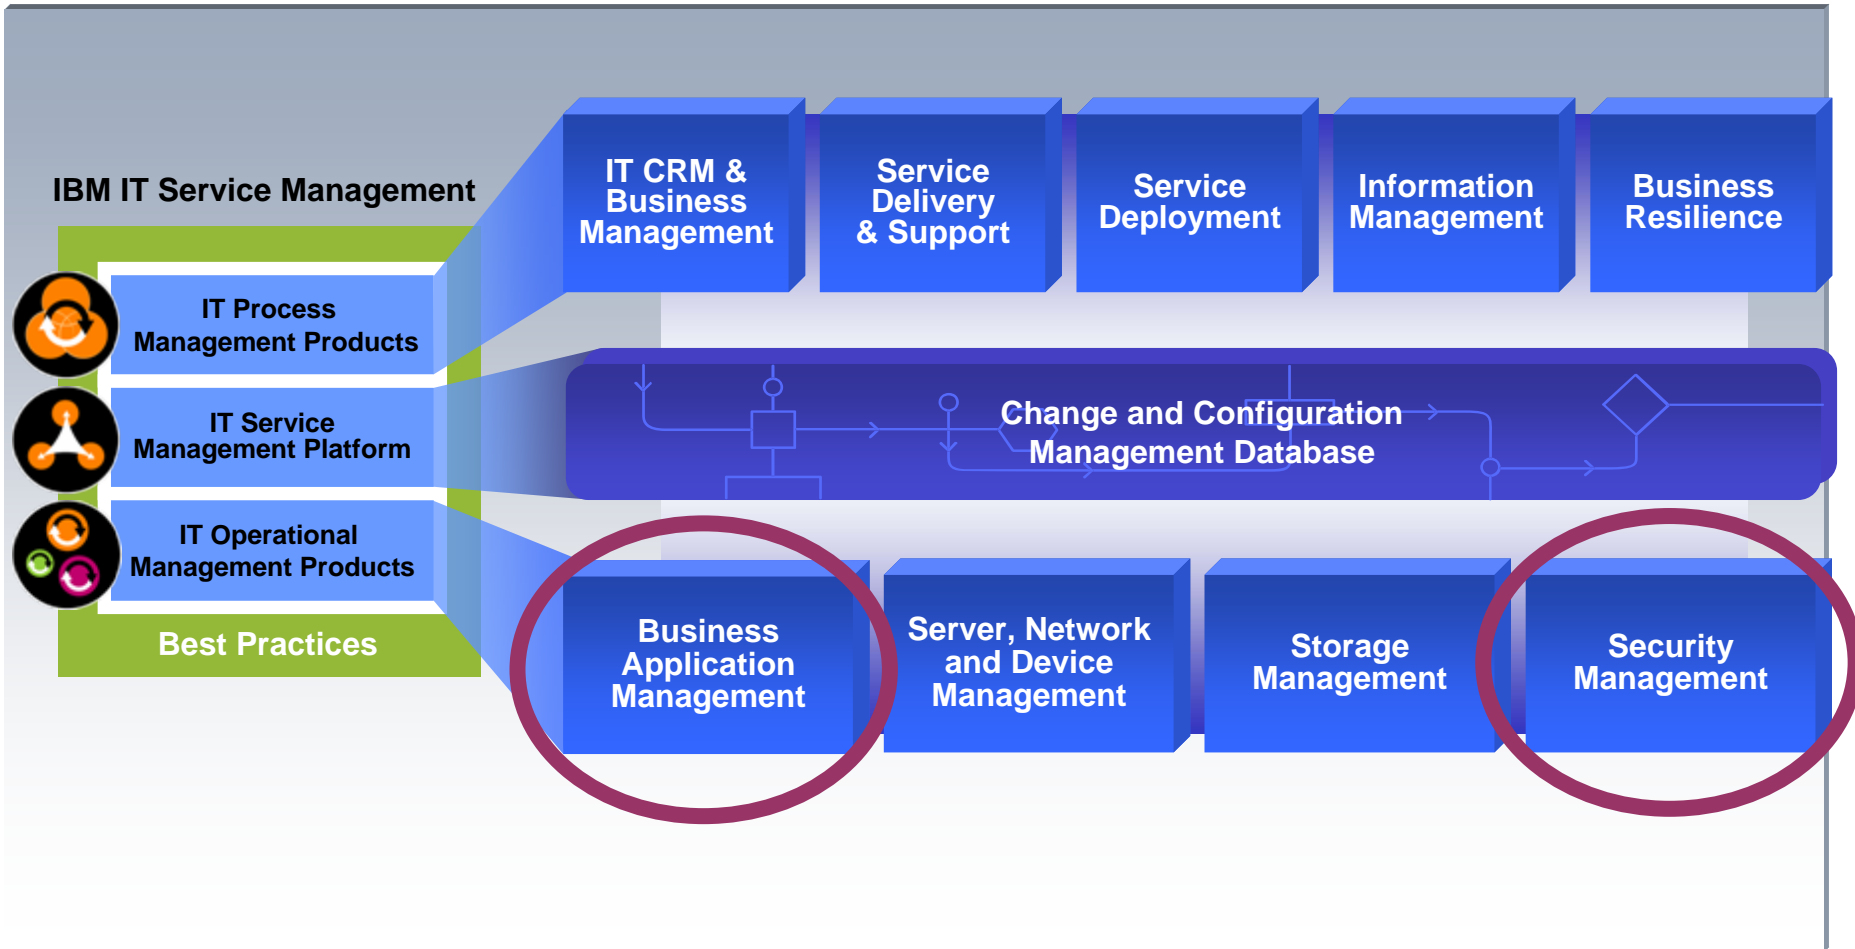 IBM IT Service Management
IT Process
Management Products
IT Service
Management Platform
IT Operational
Management Products
Best Practices
IT CRM &
Business
Management
Service
Delivery
& Support
Service
Deployment
Information
Management
Business
Resilience
Change and Configuration
Management Database
Business
Application
Management
Server, Network
and Device
Management
Storage
Management
Security
Management